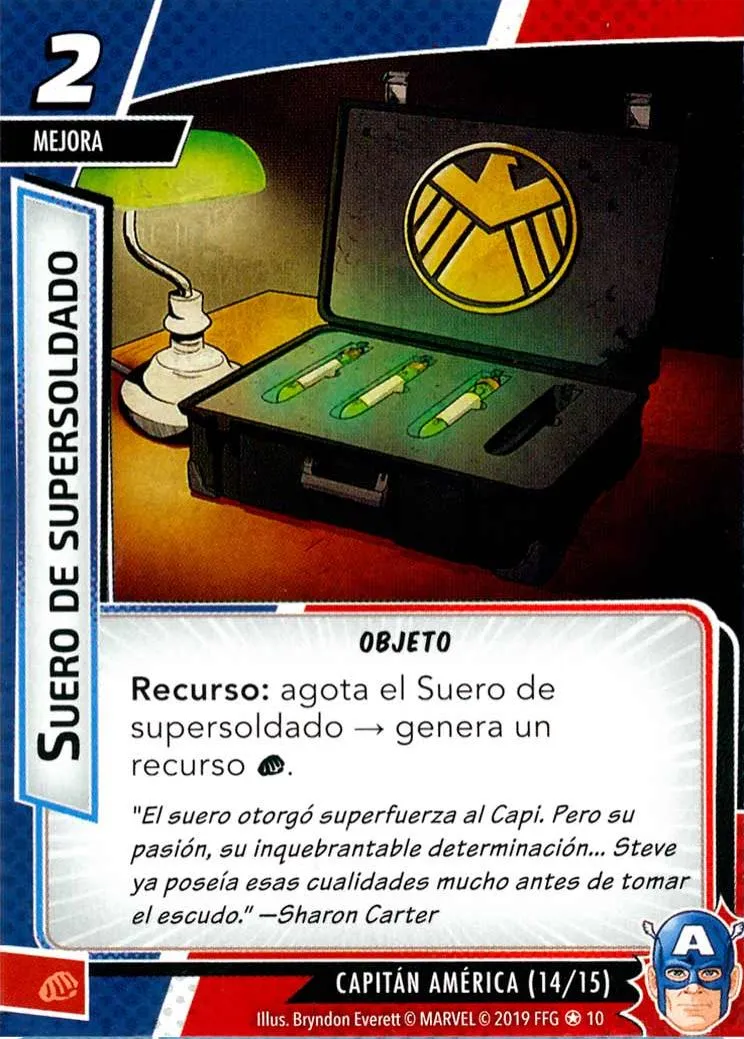 2
MEJORA
SUERO DE SUPERSOLDADO
OBJETO
Recurso: agota el Suero de
supersoldado → genera un
recurso .
"El suero otorgó superfuerza al Capi. Pero su
pasión, su inquebrantable determinación... Steve
ya poseía esas cualidades mucho antes de tomar
el escudo." —Sharon Carter
A
CAPITÁN AMÉRICA (14/15)
Illus. Bryndon Everett © MARVEL © 2019 FFG ✪ 10